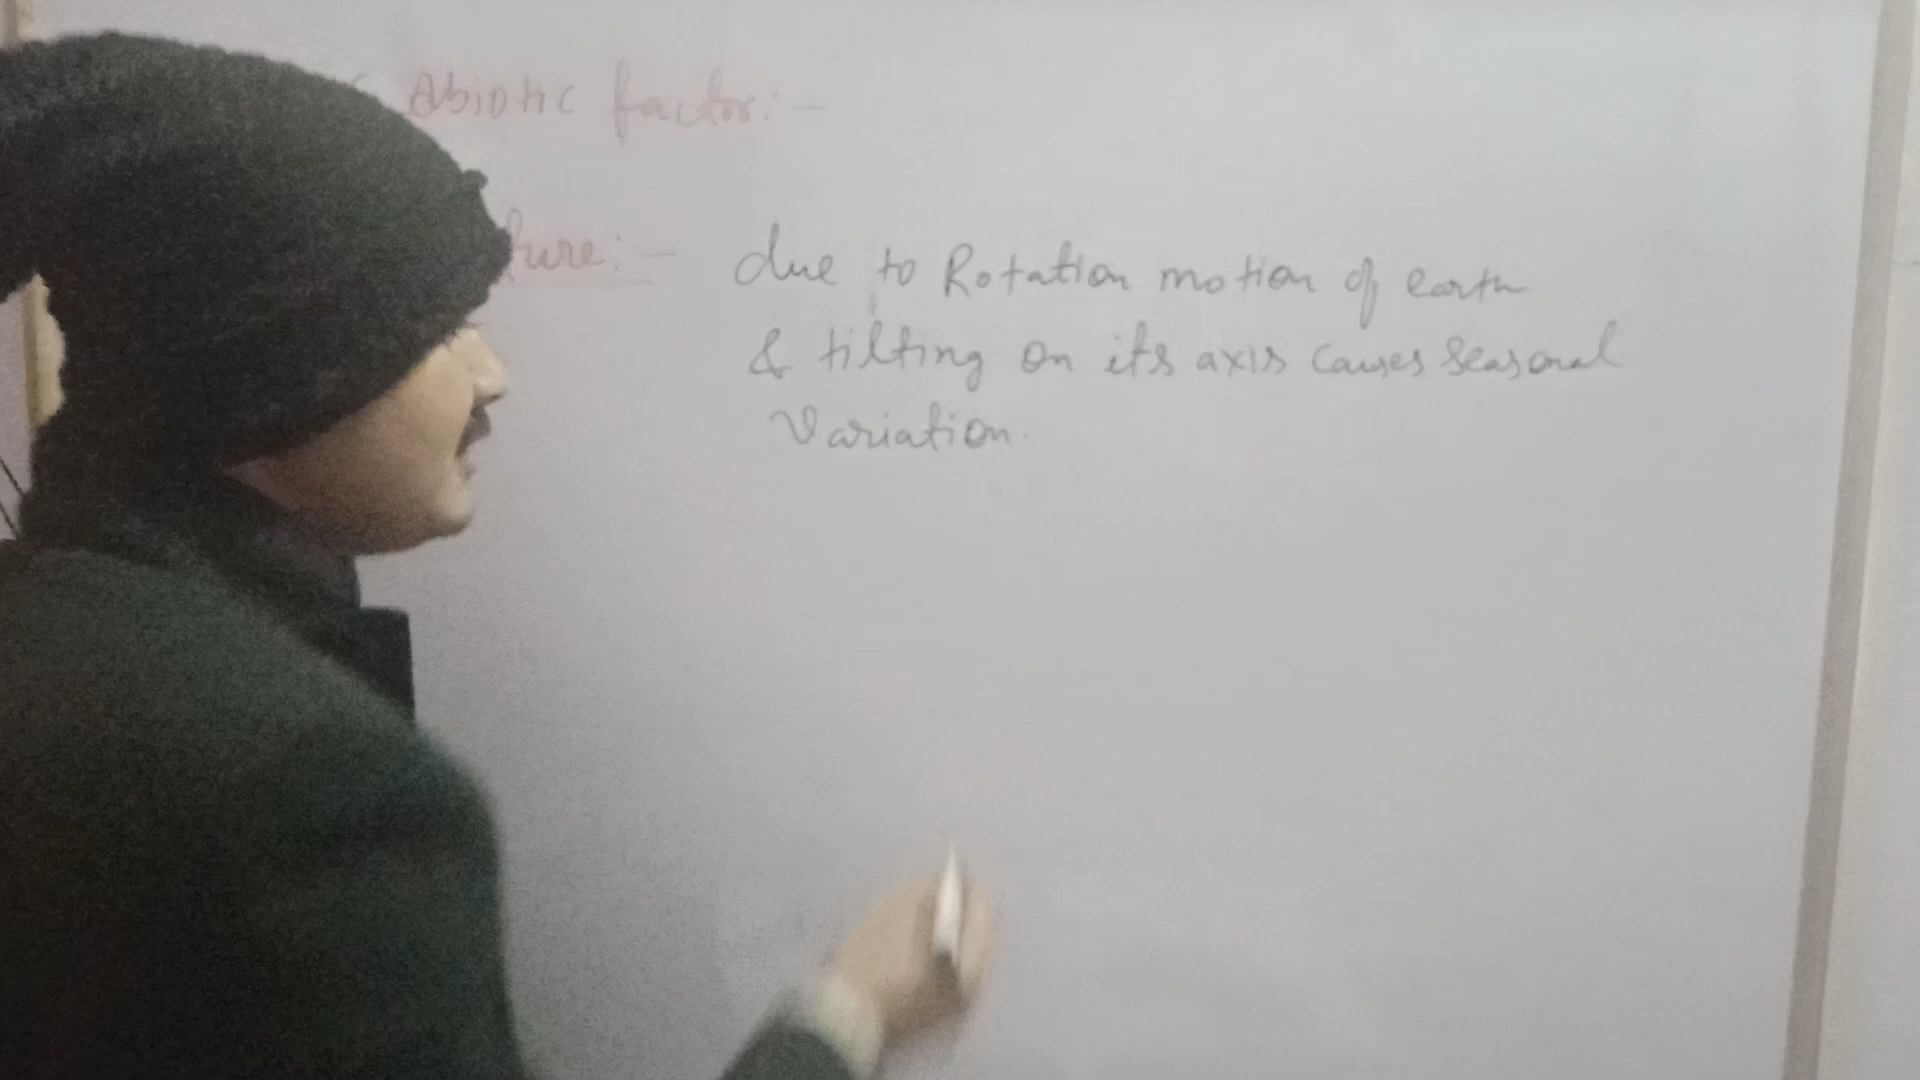 Abiotic factor:-
ture:- due to Rotation motion of earth
& tilting on its axis causes seasonal
variation.